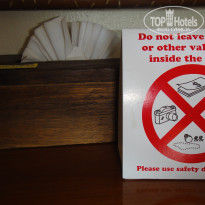 TOP HOTELS
Do not leave
or other val
inside the
Please use safety d